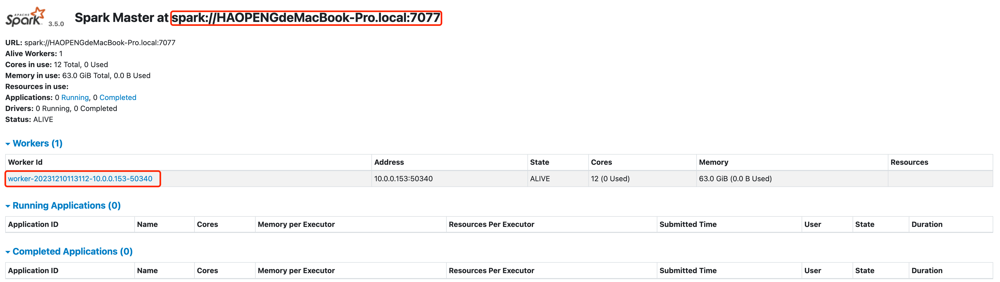 APACHE Spark 3.5.0 Spark Master at spark://HAOPENGdeMacBook-Pro.local:7077
URL: spark://HAOPENGdeMacBook-Pro.local:7077
Alive Workers: 1
Cores in use: 12 Total, 0 Used
Memory in use: 63.0 GiB Total, 0.0 B Used
Resources in use:
Applications: 0 Running, 0 Completed
Drivers: 0 Running, 0 Completed
Status: ALIVE
Workers (1)
Worker Id Address State Cores Memory Resources
worker-20231210113112-10.0.0.153-50340 10.0.0.153:50340 ALIVE 12 (0 Used) 63.0 GiB (0.0 B Used)
Running Applications (0)
Application ID Name Cores Memory per Executor Resources Per Executor Submitted Time User State Duration
Completed Applications (0)
Application ID Name Cores Memory per Executor Resources Per Executor Submitted Time User State Duration